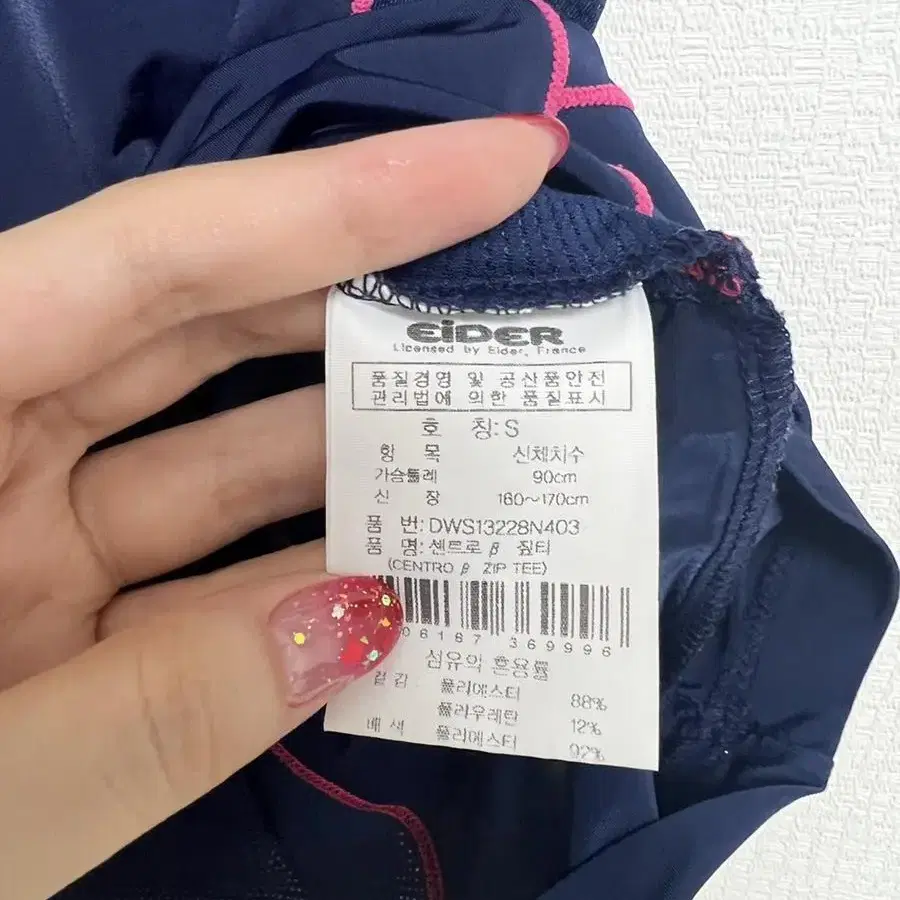 EiDER
Licensed by Eider, France
품질경영 및 공산품안전
관리법에 의한 품질표시
호 칭: S
항 목 신체치수
가슴둘레 90cm
신 장 160~170cm
품 번: DWS13228N403
품 명: 센트로 β 짚티
(CENTRO β ZIP TEE)
06187 369996
섬유의 혼용률
겉감 폴리에스터 88%
폴리우레탄 12%
배색 폴리에스터 92%